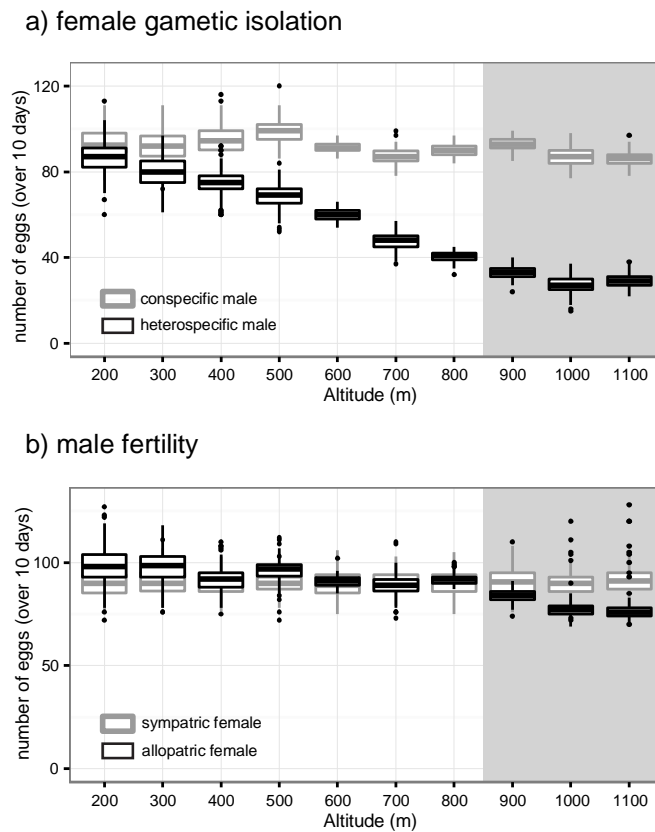 a) female gametic isolation
120
80
40
0
number of eggs (over 10 days)
conspecific male
heterospecific male
200 300 400 500 600 700 800 900 1000 1100
Altitude (m)
b) male fertility
100
50
0
number of eggs (over 10 days)
sympatric female
allopatric female
200 300 400 500 600 700 800 900 1000 1100
Altitude (m)